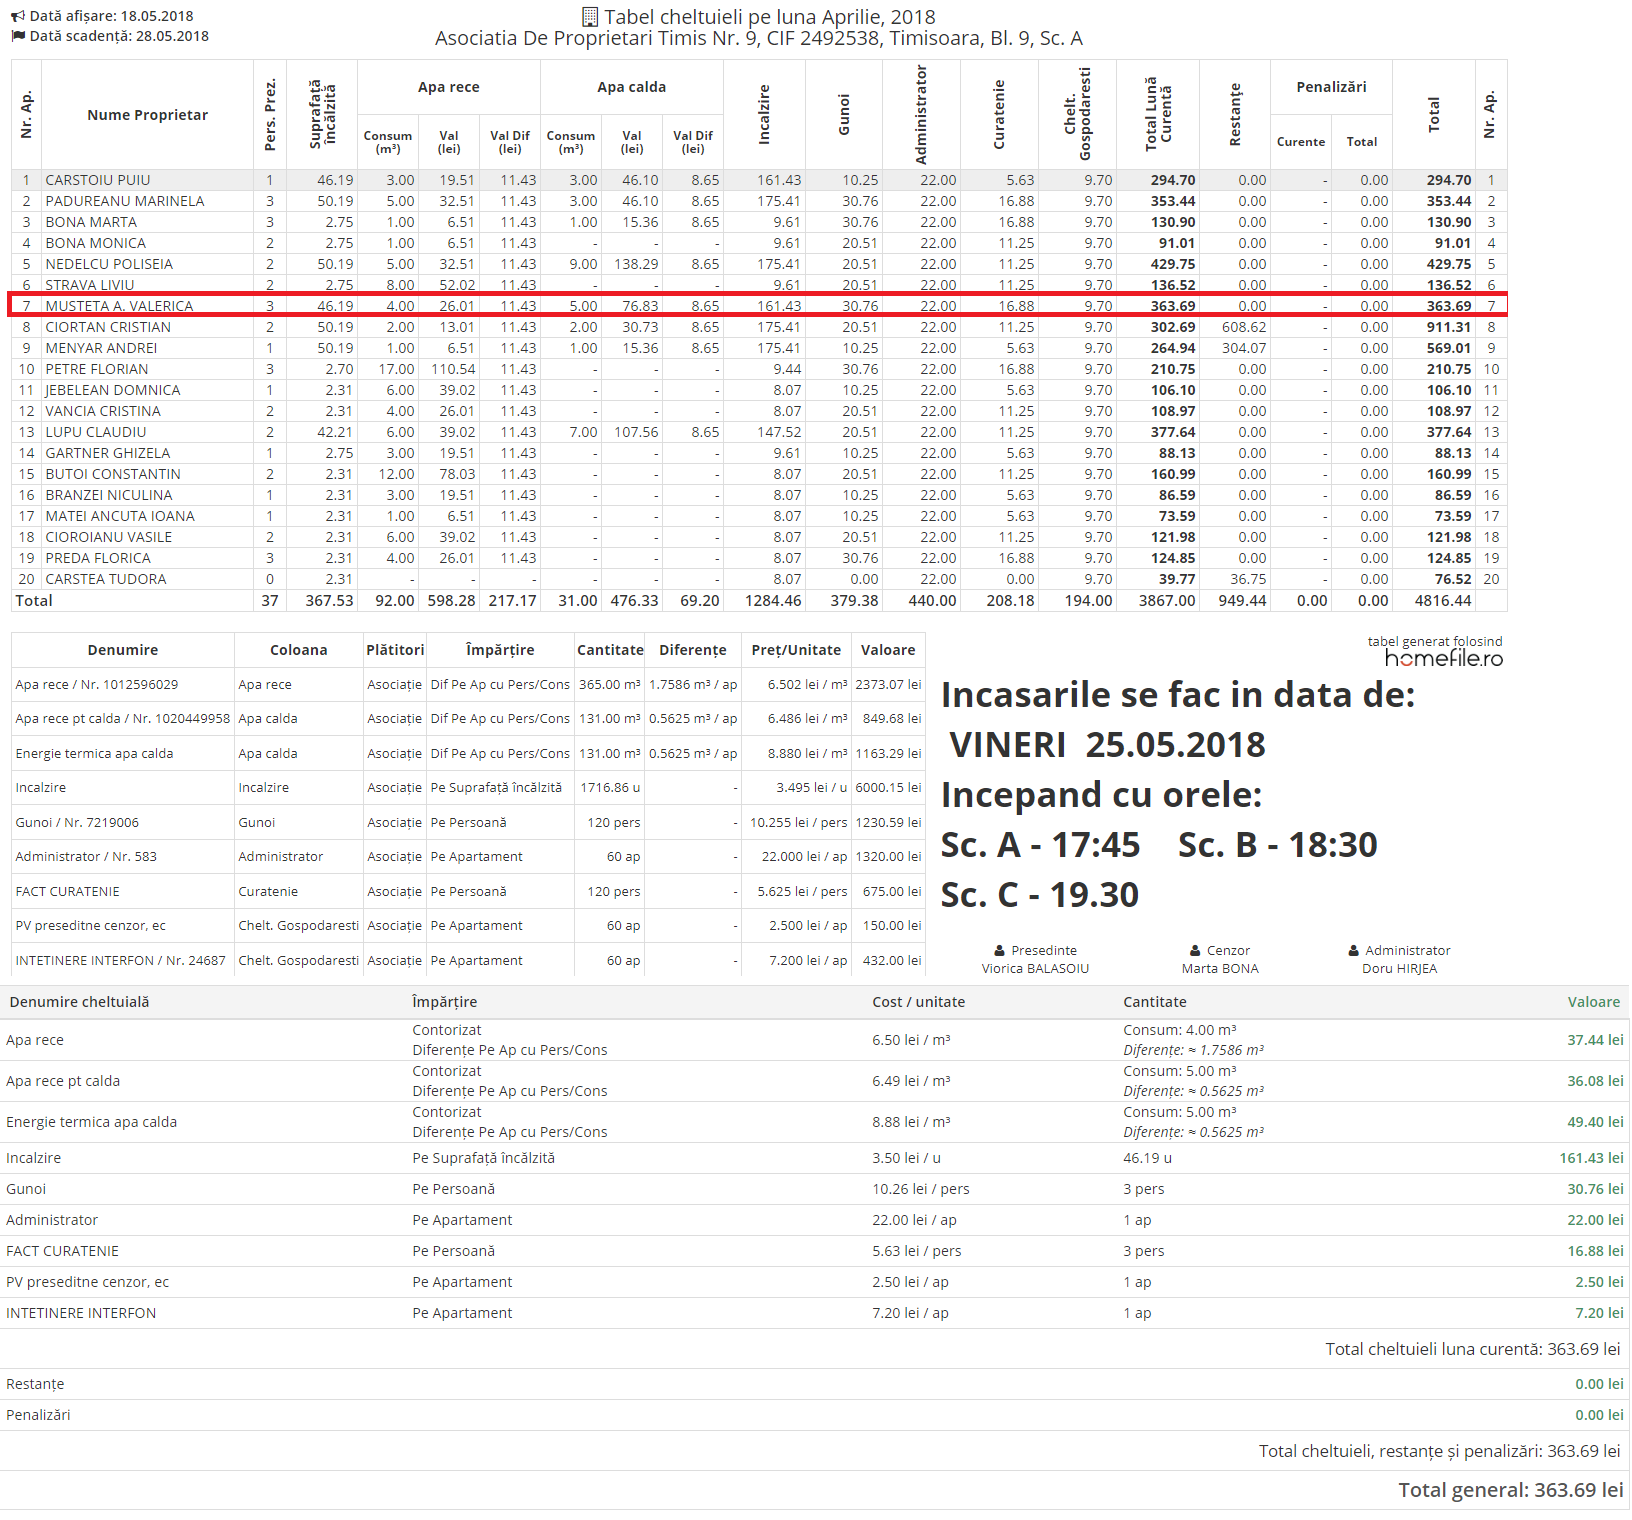 Dată afișare: 18.05.2018
Dată scadență: 28.05.2018
Tabel cheltuieli pe luna Aprilie, 2018
Asociatia De Proprietari Timis Nr. 9, CIF 2492538, Timisoara, Bl. 9, Sc. A
Nr. Ap. Nume Proprietar Pers. Prez. Suprafață încălzită Apa rece Apa calda Incalzire Gunoi Administrator Curatenie Chelt. Gospodaresti Total Lună Curentă Restanțe Penalizări Total Nr. Ap.
Consum (m³) Val (lei) Val Dif (lei) Consum (m³) Val (lei) Val Dif (lei) Curente Total
1 CARSTOIU PUIU 1 46.19 3.00 19.51 11.43 3.00 46.10 8.65 161.43 10.25 22.00 5.63 9.70 294.70 0.00 - 0.00 294.70 1
2 PADUREANU MARINELA 3 50.19 5.00 32.51 11.43 3.00 46.10 8.65 175.41 30.76 22.00 16.88 9.70 353.44 0.00 - 0.00 353.44 2
3 BONA MARTA 3 2.75 1.00 6.51 11.43 1.00 15.36 8.65 9.61 30.76 22.00 16.88 9.70 130.90 0.00 - 0.00 130.90 3
4 BONA MONICA 2 2.75 1.00 6.51 11.43 - - - 9.61 20.51 22.00 11.25 9.70 91.01 0.00 - 0.00 91.01 4
5 NEDELCU POLISEIA 2 50.19 5.00 32.51 11.43 9.00 138.29 8.65 175.41 20.51 22.00 11.25 9.70 429.75 0.00 - 0.00 429.75 5
6 STRAVA LIVIU 2 2.75 8.00 52.02 11.43 - - - 9.61 20.51 22.00 11.25 9.70 136.52 0.00 - 0.00 136.52 6
7 MUSTETA A. VALERICA 3 46.19 4.00 26.01 11.43 5.00 76.83 8.65 161.43 30.76 22.00 16.88 9.70 363.69 0.00 - 0.00 363.69 7
8 CIORTAN CRISTIAN 2 50.19 2.00 13.01 11.43 2.00 30.73 8.65 175.41 20.51 22.00 11.25 9.70 302.69 608.62 - 0.00 911.31 8
9 MENYAR ANDREI 1 50.19 1.00 6.51 11.43 1.00 15.36 8.65 175.41 10.25 22.00 5.63 9.70 264.94 304.07 - 0.00 569.01 9
10 PETRE FLORIAN 3 2.70 17.00 110.54 11.43 - - - 9.44 30.76 22.00 16.88 9.70 210.75 0.00 - 0.00 210.75 10
11 JEBELEAN DOMNICA 1 2.31 6.00 39.02 11.43 - - - 8.07 10.25 22.00 5.63 9.70 106.10 0.00 - 0.00 106.10 11
12 VANCIA CRISTINA 2 2.31 4.00 26.01 11.43 - - - 8.07 20.51 22.00 11.25 9.70 108.97 0.00 - 0.00 108.97 12
13 LUPU CLAUDIU 2 42.21 6.00 39.02 11.43 7.00 107.56 8.65 147.52 20.51 22.00 11.25 9.70 377.64 0.00 - 0.00 377.64 13
14 GARTNER GHIZELA 1 2.75 3.00 19.51 11.43 - - - 9.61 10.25 22.00 5.63 9.70 88.13 0.00 - 0.00 88.13 14
15 BUTOI CONSTANTIN 2 2.31 12.00 78.03 11.43 - - - 8.07 20.51 22.00 11.25 9.70 160.99 0.00 - 0.00 160.99 15
16 BRANZEI NICULINA 1 2.31 3.00 19.51 11.43 - - - 8.07 10.25 22.00 5.63 9.70 86.59 0.00 - 0.00 86.59 16
17 MATEI ANCUTA IOANA 1 2.31 1.00 6.51 11.43 - - - 8.07 10.25 22.00 5.63 9.70 73.59 0.00 - 0.00 73.59 17
18 CIOROIANU VASILE 2 2.31 6.00 39.02 11.43 - - - 8.07 20.51 22.00 11.25 9.70 121.98 0.00 - 0.00 121.98 18
19 PREDA FLORICA 3 2.31 4.00 26.01 11.43 - - - 8.07 30.76 22.00 16.88 9.70 124.85 0.00 - 0.00 124.85 19
20 CARSTEA TUDORA 0 2.31 - - - - - - 8.07 0.00 22.00 0.00 9.70 39.77 36.75 - 0.00 76.52 20
Total 37 367.53 92.00 598.28 217.17 31.00 476.33 69.20 1284.46 379.38 440.00 208.18 194.00 3867.00 949.44 0.00 0.00 4816.44
Denumire Coloana Plătitori Împărțire Cantitate Diferențe Preț/Unitate Valoare
Apa rece / Nr. 1012596029 Apa rece Asociație Dif Pe Ap cu Pers/Cons 365.00 m³ 1.7586 m³ / ap 6.502 lei / m³ 2373.07 lei
Apa rece pt calda / Nr. 1020449958 Apa calda Asociație Dif Pe Ap cu Pers/Cons 131.00 m³ 0.5625 m³ / ap 6.486 lei / m³ 849.68 lei
Energie termica apa calda Apa calda Asociație Dif Pe Ap cu Pers/Cons 131.00 m³ 0.5625 m³ / ap 8.880 lei / m³ 1163.29 lei
Incalzire Incalzire Asociație Pe Suprafață încălzită 1716.86 u - 3.495 lei / u 6000.15 lei
Gunoi / Nr. 7219006 Gunoi Asociație Pe Persoană 120 pers - 10.255 lei / pers 1230.59 lei
Administrator / Nr. 583 Administrator Asociație Pe Apartament 60 ap - 22.000 lei / ap 1320.00 lei
FACT CURATENIE Curatenie Asociație Pe Persoană 120 pers - 5.625 lei / pers 675.00 lei
PV preseditne cenzor, ec Chelt. Gospodaresti Asociație Pe Apartament 60 ap - 2.500 lei / ap 150.00 lei
INTETINERE INTERFON / Nr. 24687 Chelt. Gospodaresti Asociație Pe Apartament 60 ap - 7.200 lei / ap 432.00 lei
tabel generat folosind
homefile.ro
Incasarile se fac in data de:
VINERI 25.05.2018
Incepand cu orele:
Sc. A - 17:45 Sc. B - 18:30
Sc. C - 19.30
Presedinte Cenzor Administrator
Viorica BALASOIU Marta BONA Doru HIRJEA
Denumire cheltuială Împărțire Cost / unitate Cantitate Valoare
Apa rece Contorizat 6.50 lei / m³ Consum: 4.00 m³ 37.44 lei
Diferențe Pe Ap cu Pers/Cons Diferențe: ≈ 1.7586 m³
Apa rece pt calda Contorizat 6.49 lei / m³ Consum: 5.00 m³ 36.08 lei
Diferențe Pe Ap cu Pers/Cons Diferențe: ≈ 0.5625 m³
Energie termica apa calda Contorizat 8.88 lei / m³ Consum: 5.00 m³ 49.40 lei
Diferențe Pe Ap cu Pers/Cons Diferențe: ≈ 0.5625 m³
Incalzire Pe Suprafață încălzită 3.50 lei / u 46.19 u 161.43 lei
Gunoi Pe Persoană 10.26 lei / pers 3 pers 30.76 lei
Administrator Pe Apartament 22.00 lei / ap 1 ap 22.00 lei
FACT CURATENIE Pe Persoană 5.63 lei / pers 3 pers 16.88 lei
PV preseditne cenzor, ec Pe Apartament 2.50 lei / ap 1 ap 2.50 lei
INTETINERE INTERFON Pe Apartament 7.20 lei / ap 1 ap 7.20 lei
Total cheltuieli luna curentă: 363.69 lei
Restanțe 0.00 lei
Penalizări 0.00 lei
Total cheltuieli, restanțe și penalizări: 363.69 lei
Total general: 363.69 lei